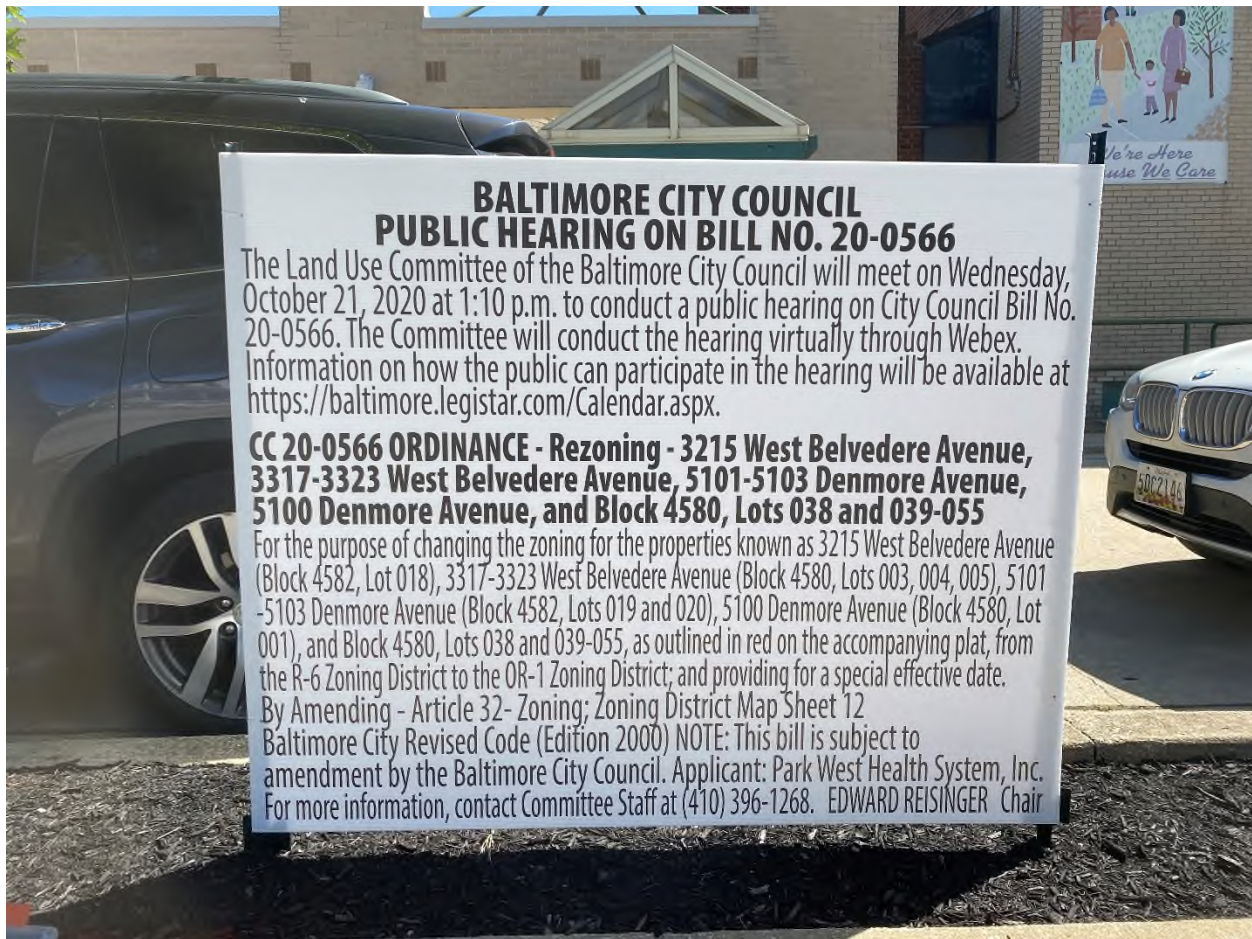 BALTIMORE CITY COUNCIL
PUBLIC HEARING ON BILL NO. 20-0566
The Land Use Committee of the Baltimore City Council will meet on Wednesday,
October 21, 2020 at 1:10 p.m. to conduct a public hearing on City Council Bill No.
20-0566. The Committee will conduct the hearing virtually through Webex.
Information on how the public can participate in the hearing will be available at
https://baltimore.legistar.com/Calendar.aspx.
CC 20-0566 ORDINANCE - Rezoning - 3215 West Belvedere Avenue,
3317-3323 West Belvedere Avenue, 5101-5103 Denmore Avenue,
5100 Denmore Avenue, and Block 4580, Lots 038 and 039-055
For the purpose of changing the zoning for the properties known as 3215 West Belvedere Avenue
(Block 4582, Lot 018), 3317-3323 West Belvedere Avenue (Block 4580, Lots 003, 004, 005), 5101
-5103 Denmore Avenue (Block 4582, Lots 019 and 020), 5100 Denmore Avenue (Block 4580, Lot
001), and Block 4580, Lots 038 and 039-055, as outlined in red on the accompanying plat, from
the R-6 Zoning District to the OR-1 Zoning District; and providing for a special effective date.
By Amending - Article 32- Zoning; Zoning District Map Sheet 12
Baltimore City Revised Code (Edition 2000) NOTE: This bill is subject to
amendment by the Baltimore City Council. Applicant: Park West Health System, Inc.
For more information, contact Committee Staff at (410) 396-1268. EDWARD REISINGER Chair
We're Here
use We Care